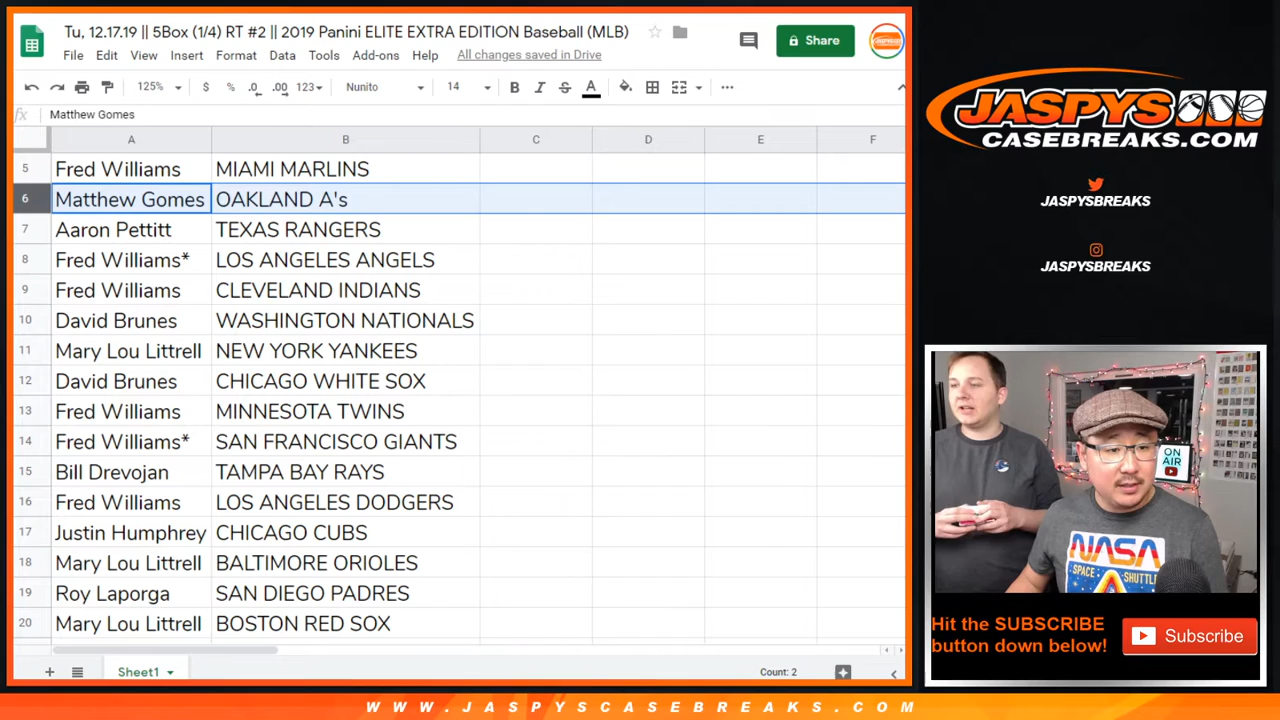 Tu, 12.17.19 || 5Box (1/4) RT #2 || 2019 Panini ELITE EXTRA EDITION Baseball (MLB)
File Edit View Insert Format Data Tools Add-ons Help All changes saved in Drive
Share
125% $ % .0 .00 123 Nunito 14 B I S A
fx Matthew Gomes
A B C D E F
5 Fred Williams MIAMI MARLINS
6 Matthew Gomes OAKLAND A's
7 Aaron Pettitt TEXAS RANGERS
8 Fred Williams* LOS ANGELES ANGELS
9 Fred Williams CLEVELAND INDIANS
10 David Brunes WASHINGTON NATIONALS
11 Mary Lou Littrell NEW YORK YANKEES
12 David Brunes CHICAGO WHITE SOX
13 Fred Williams MINNESOTA TWINS
14 Fred Williams* SAN FRANCISCO GIANTS
15 Bill Drevojan TAMPA BAY RAYS
16 Fred Williams LOS ANGELES DODGERS
17 Justin Humphrey CHICAGO CUBS
18 Mary Lou Littrell BALTIMORE ORIOLES
19 Roy Laporga SAN DIEGO PADRES
20 Mary Lou Littrell BOSTON RED SOX
Sheet1
Count: 2
JASPYS
CASEBREAKS.COM
JASPYSBREAKS
JASPYSBREAKS
ON
AIR
NASA
SPACE SHUTTLE
Hit the SUBSCRIBE
button down below!
Subscribe
WWW.JASPYSCASEBREAKS.COM